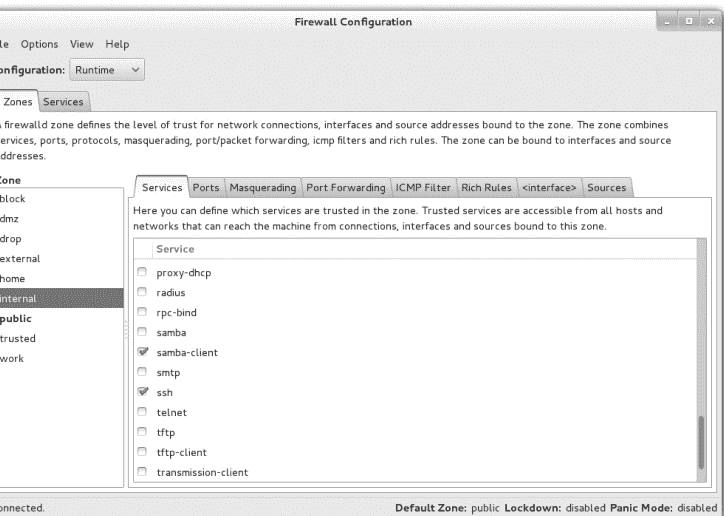 Firewall Configuration
le Options View Help
onfiguration: Runtime
Zones Services
A firewalld zone defines the level of trust for network connections, interfaces and source addresses bound to the zone. The zone combines
ervices, ports, protocols, masquerading, port/packet forwarding, icmp filters and rich rules. The zone can be bound to interfaces and source
ddresses.
Zone
block
dmz
drop
external
home
internal
public
trusted
work
Services Ports Masquerading Port Forwarding ICMP Filter Rich Rules <interface> Sources
Here you can define which services are trusted in the zone. Trusted services are accessible from all hosts and
networks that can reach the machine from connections, interfaces and sources bound to this zone.
Service
proxy-dhcp
radius
rpc-bind
samba
samba-client
smtp
ssh
telnet
tftp
tftp-client
transmission-client
onnected.
Default Zone: public Lockdown: disabled Panic Mode: disabled